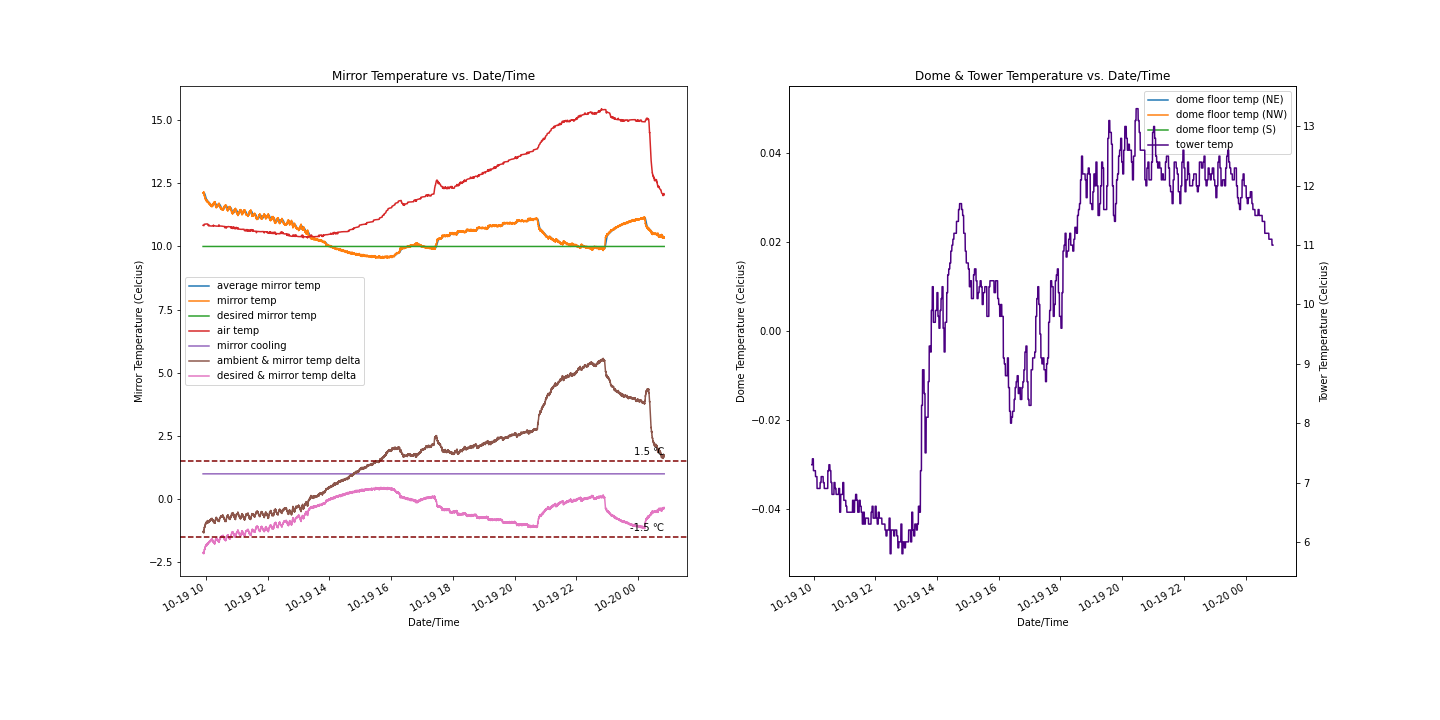 Mirror Temperature vs. Date/Time
Mirror Temperature (Celcius)
15.0
12.5
10.0
7.5
5.0
2.5
0.0
−2.5
average mirror temp
mirror temp
desired mirror temp
air temp
mirror cooling
ambient & mirror temp delta
desired & mirror temp delta
1.5 °C
-1.5 °C
10-19 10
10-19 12
10-19 14
10-19 16
10-19 18
10-19 20
10-19 22
10-20 00
Date/Time
Dome & Tower Temperature vs. Date/Time
Dome Temperature (Celcius)
0.04
0.02
0.00
−0.02
−0.04
dome floor temp (NE)
dome floor temp (NW)
dome floor temp (S)
tower temp
13
12
11
10
9
8
7
6
Tower Temperature (Celcius)
10-19 10
10-19 12
10-19 14
10-19 16
10-19 18
10-19 20
10-19 22
10-20 00
Date/Time